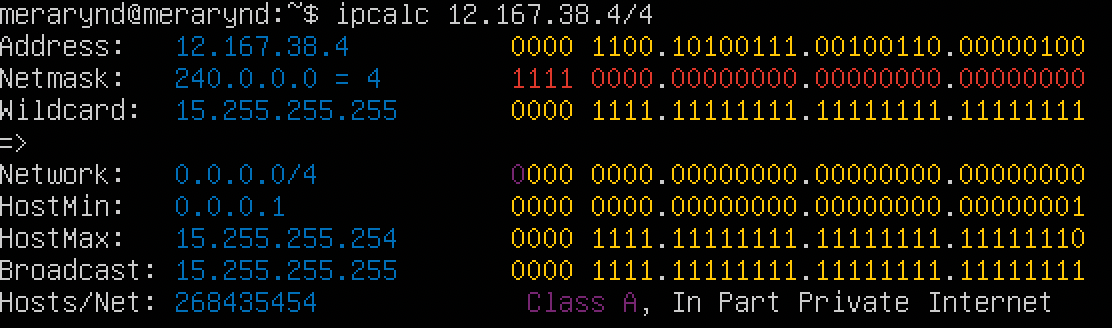 merarynd@merarynd:~$ ipcalc 12.167.38.4/4
Address:   12.167.38.4          0000 1100.10100111.00100110.00000100
Netmask:   240.0.0.0 = 4        1111 0000.00000000.00000000.00000000
Wildcard:  15.255.255.255       0000 1111.11111111.11111111.11111111
=>
Network:   0.0.0.0/4            0000 0000.00000000.00000000.00000000
HostMin:   0.0.0.1              0000 0000.00000000.00000000.00000001
HostMax:   15.255.255.254       0000 1111.11111111.11111111.11111110
Broadcast: 15.255.255.255       0000 1111.11111111.11111111.11111111
Hosts/Net: 268435454             Class A, In Part Private Internet